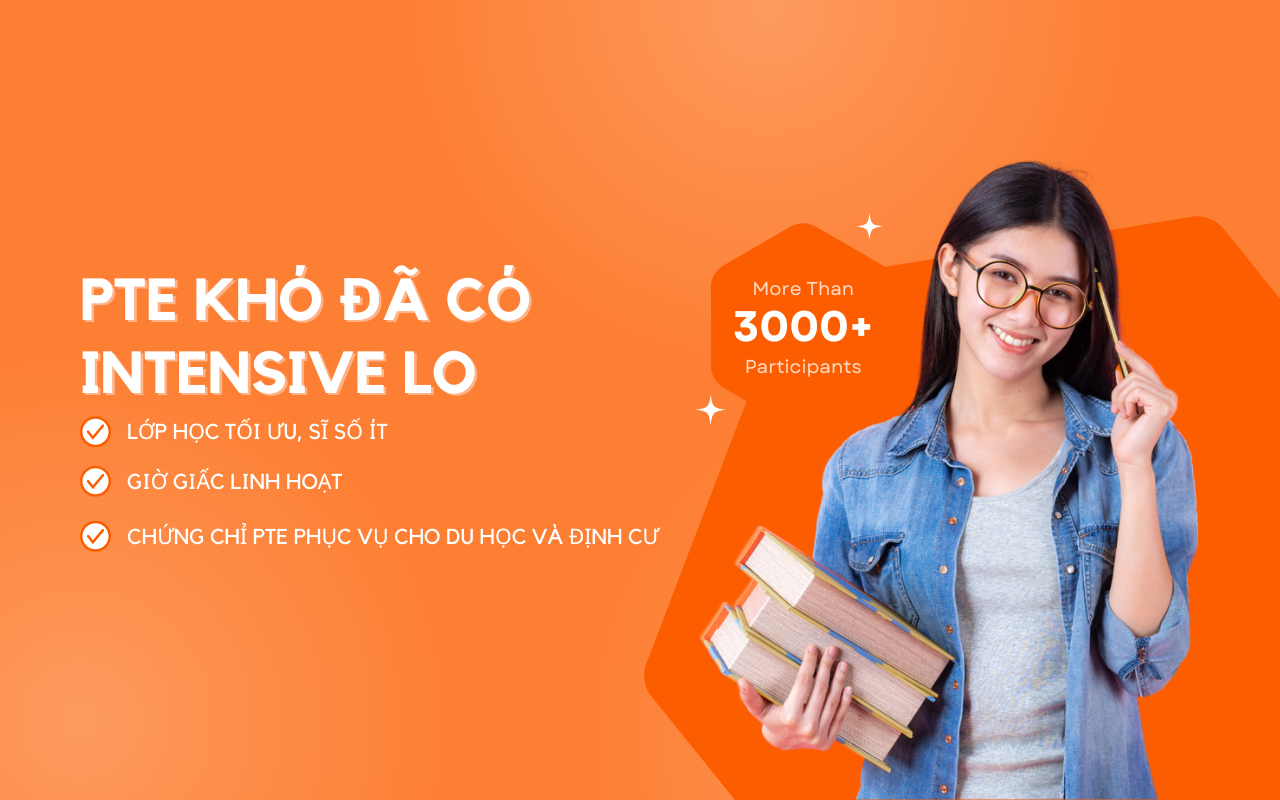 PTE KHÓ ĐÃ CÓ
INTENSIVE LO
LỚP HỌC TỐI ƯU, SĨ SỐ ÍT
GIỜ GIẤC LINH HOẠT
CHỨNG CHỈ PTE PHỤC VỤ CHO DU HỌC VÀ ĐỊNH CƯ
More Than
3000+
Participants